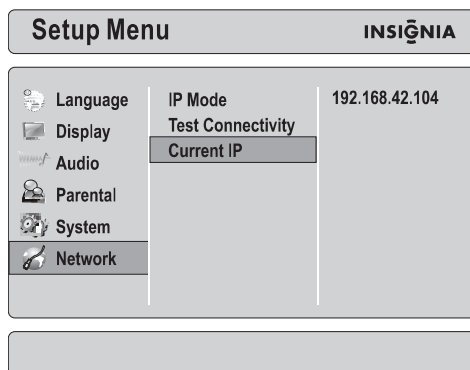 Setup Menu
INSIGNIA
Language
Display
Audio
Parental
System
Network
IP Mode
Test Connectivity
Current IP
192.168.42.104